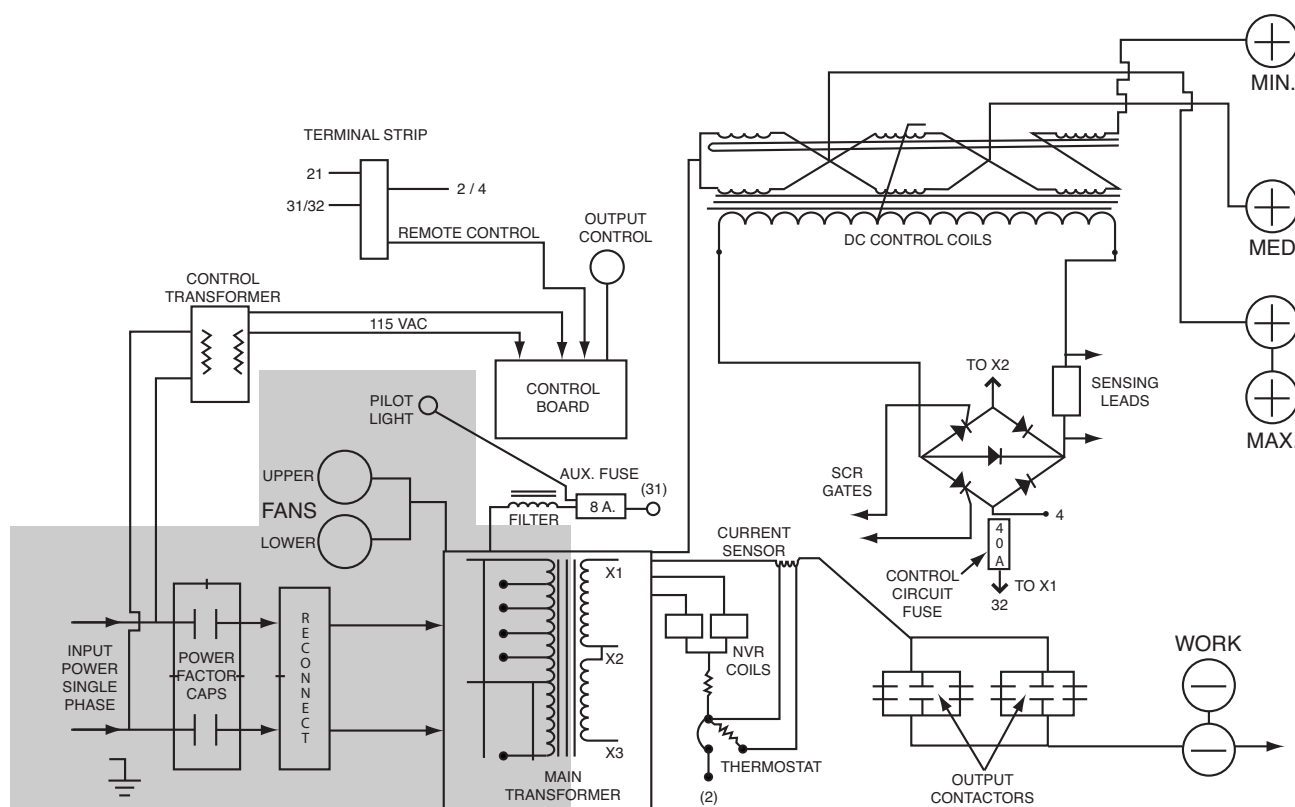 MIN.
TERMINAL STRIP
21
2 / 4
31/32
REMOTE CONTROL
OUTPUT
CONTROL
DC CONTROL COILS
MED
CONTROL
TRANSFORMER
115 VAC
CONTROL
BOARD
PILOT
LIGHT
TO X2
SENSING
LEADS
MAX.
UPPER
FANS
LOWER
AUX. FUSE
(31)
8 A.
FILTER
SCR
GATES
4
40A
CURRENT
SENSOR
CONTROL
CIRCUIT
FUSE
TO X1
32
X1
X2
X3
NVR
COILS
WORK
INPUT
POWER
SINGLE
PHASE
POWER
FACTOR
CAPS
RECONNECT
MAIN
TRANSFORMER
THERMOSTAT
(2)
OUTPUT
CONTACTORS